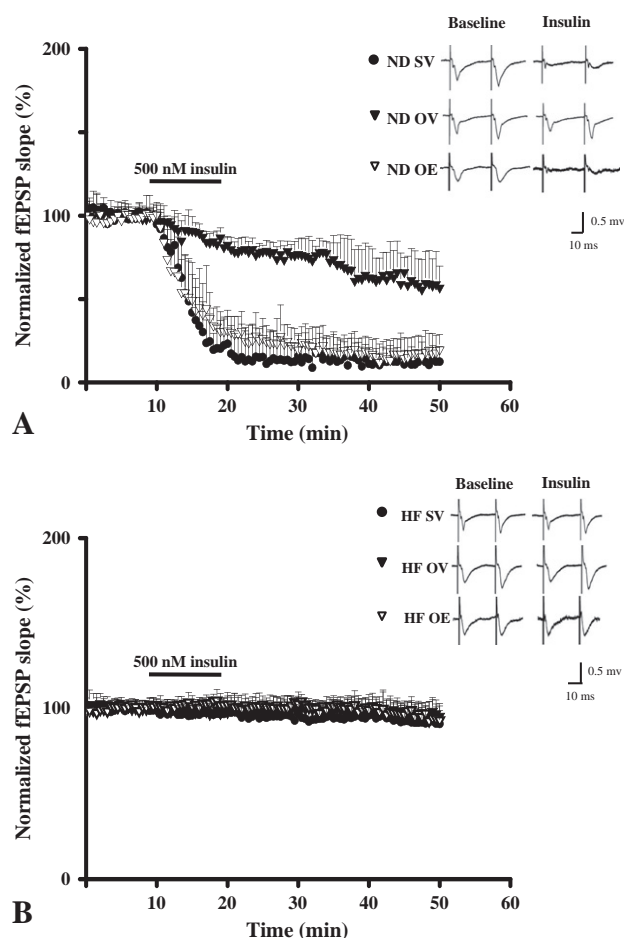 Baseline Insulin
ND SV
ND OV
ND OE
0.5 mv
10 ms
500 nM insulin
Normalized fEPSP slope (%)
200
100
0
10 20 30 40 50 60
Time (min)
A
Baseline Insulin
HF SV
HF OV
HF OE
0.5 mv
10 ms
500 nM insulin
Normalized fEPSP slope (%)
200
100
0
10 20 30 40 50 60
Time (min)
B